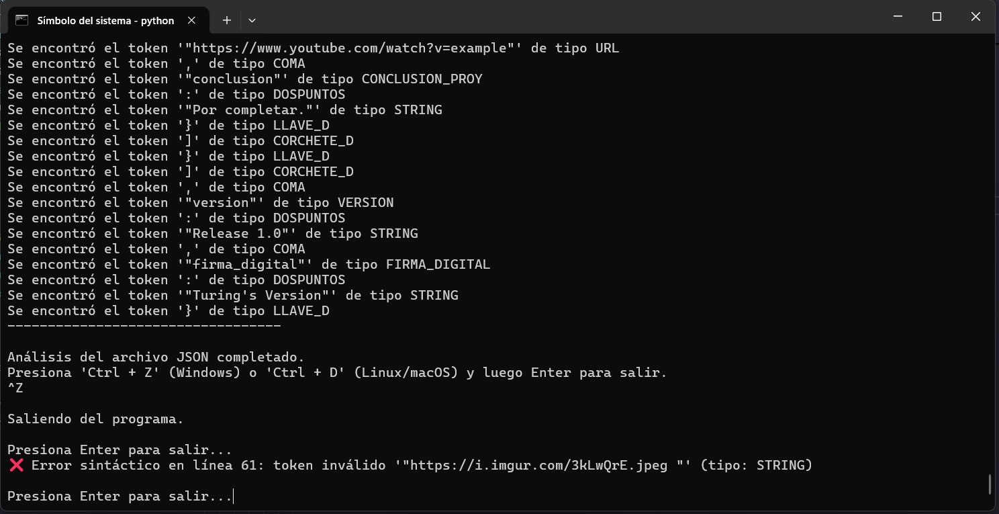 Símbolo del sistema - python
Se encontró el token '"https://www.youtube.com/watch?v=example"' de tipo URL
Se encontró el token ',' de tipo COMA
Se encontró el token '"conclusion"' de tipo CONCLUSION_PROY
Se encontró el token ':' de tipo DOSPUNTOS
Se encontró el token '"Por completar."' de tipo STRING
Se encontró el token '}' de tipo LLAVE_D
Se encontró el token ']' de tipo CORCHETE_D
Se encontró el token '}' de tipo LLAVE_D
Se encontró el token ']' de tipo CORCHETE_D
Se encontró el token ',' de tipo COMA
Se encontró el token '"version"' de tipo VERSION
Se encontró el token ':' de tipo DOSPUNTOS
Se encontró el token '"Release 1.0"' de tipo STRING
Se encontró el token ',' de tipo COMA
Se encontró el token '"firma_digital"' de tipo FIRMA_DIGITAL
Se encontró el token ':' de tipo DOSPUNTOS
Se encontró el token '"Turing's Version"' de tipo STRING
Se encontró el token '}' de tipo LLAVE_D
----------------------------------
Análisis del archivo JSON completado.
Presiona 'Ctrl + Z' (Windows) o 'Ctrl + D' (Linux/macOS) y luego Enter para salir.
^Z
Saliendo del programa.
Presiona Enter para salir...
❌ Error sintáctico en línea 61: token inválido '"https://i.imgur.com/3kLwQrE.jpeg "' (tipo: STRING)
Presiona Enter para salir...